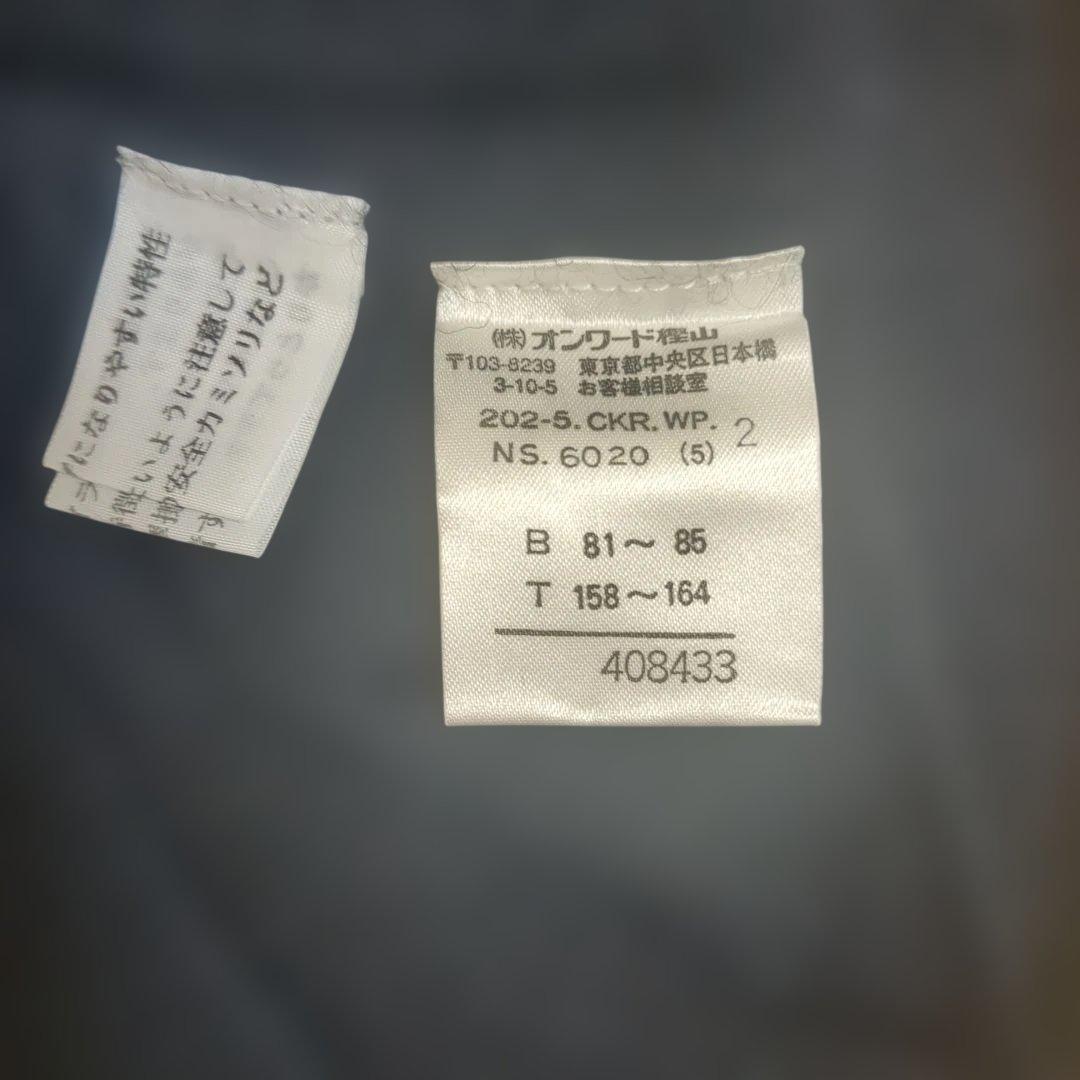 になりやすい特性
いように注意して
安全カミソリなど
す
(株)オンワード樫山
〒103-8239 東京都中央区日本橋
3-10-5 お客様相談室
202-5.CKR.WP. 2
NS.6020 (5)
B 81〜 85
T 158〜164
408433